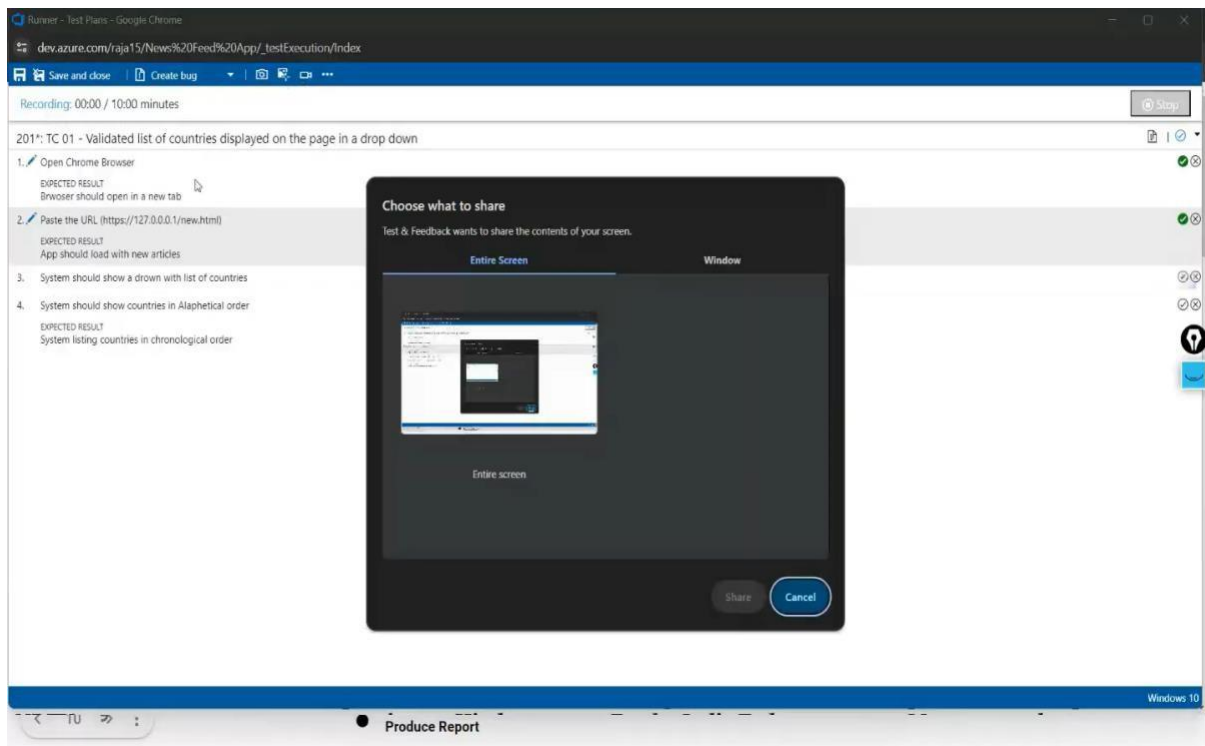 Runner - Test Plans - Google Chrome
dev.azure.com/raja15/News%20Feed%20App/_testExecution/Index
Save and close | Create bug
Recording: 00:00 / 10:00 minutes
Stop
201*: TC 01 - Validated list of countries displayed on the page in a drop down
1. Open Chrome Browser
EXPECTED RESULT
Brwoser should open in a new tab
2. Paste the URL (https://127.0.0.1/new.html)
EXPECTED RESULT
App should load with new articles
3. System should show a drown with list of countries
4. System should show countries in Alaphetical order
EXPECTED RESULT
System listing countries in chronological order
Choose what to share
Test & Feedback wants to share the contents of your screen.
Entire Screen
Window
Entire screen
Share
Cancel
Windows 10
Produce Report